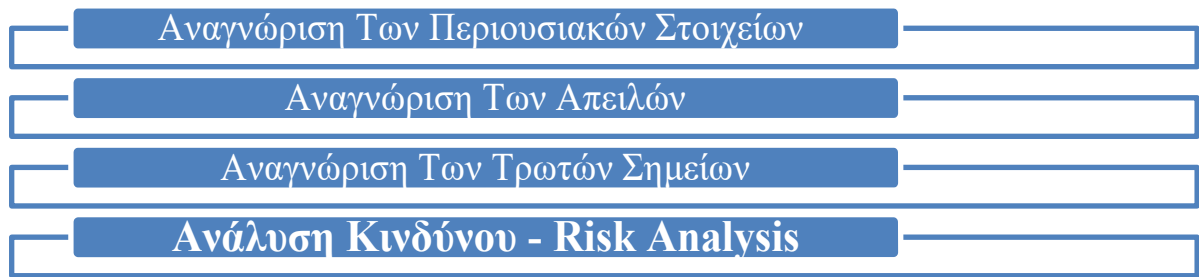 Αναγνώριση Των Περιουσιακών Στοιχείων
Αναγνώριση Των Απειλών
Αναγνώριση Των Τρωτών Σημείων
Ανάλυση Κινδύνου - Risk Analysis